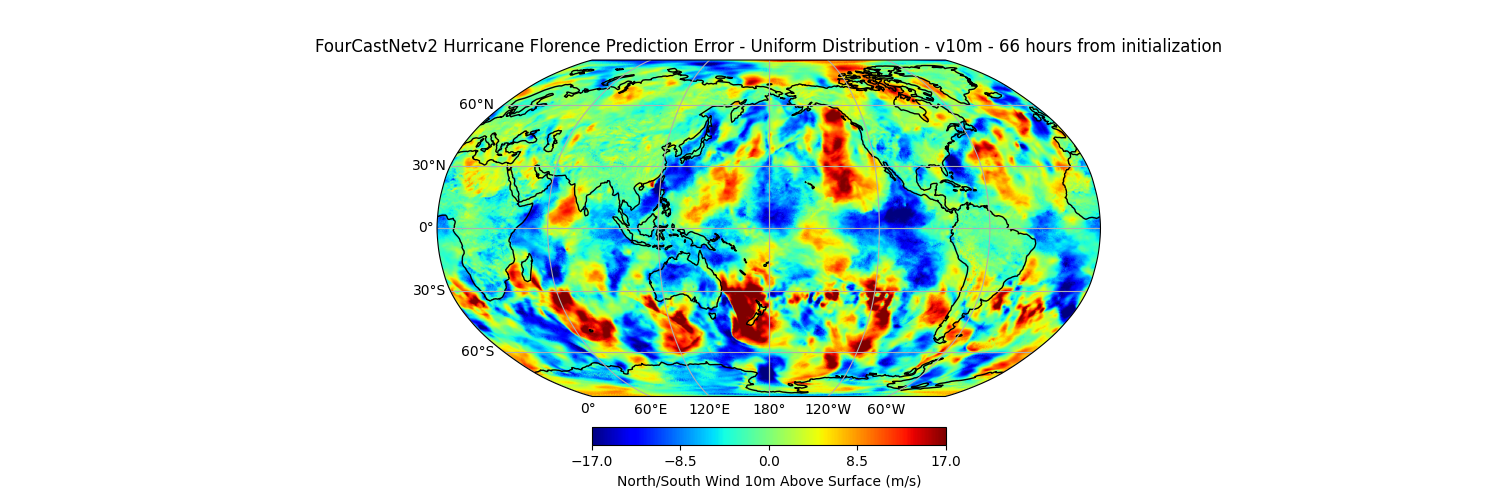 FourCastNetv2 Hurricane Florence Prediction Error - Uniform Distribution - v10m - 66 hours from initialization
60°N
30°N
0°
30°S
60°S
0° 60°E 120°E 180° 120°W 60°W
−17.0 −8.5 0.0 8.5 17.0
North/South Wind 10m Above Surface (m/s)